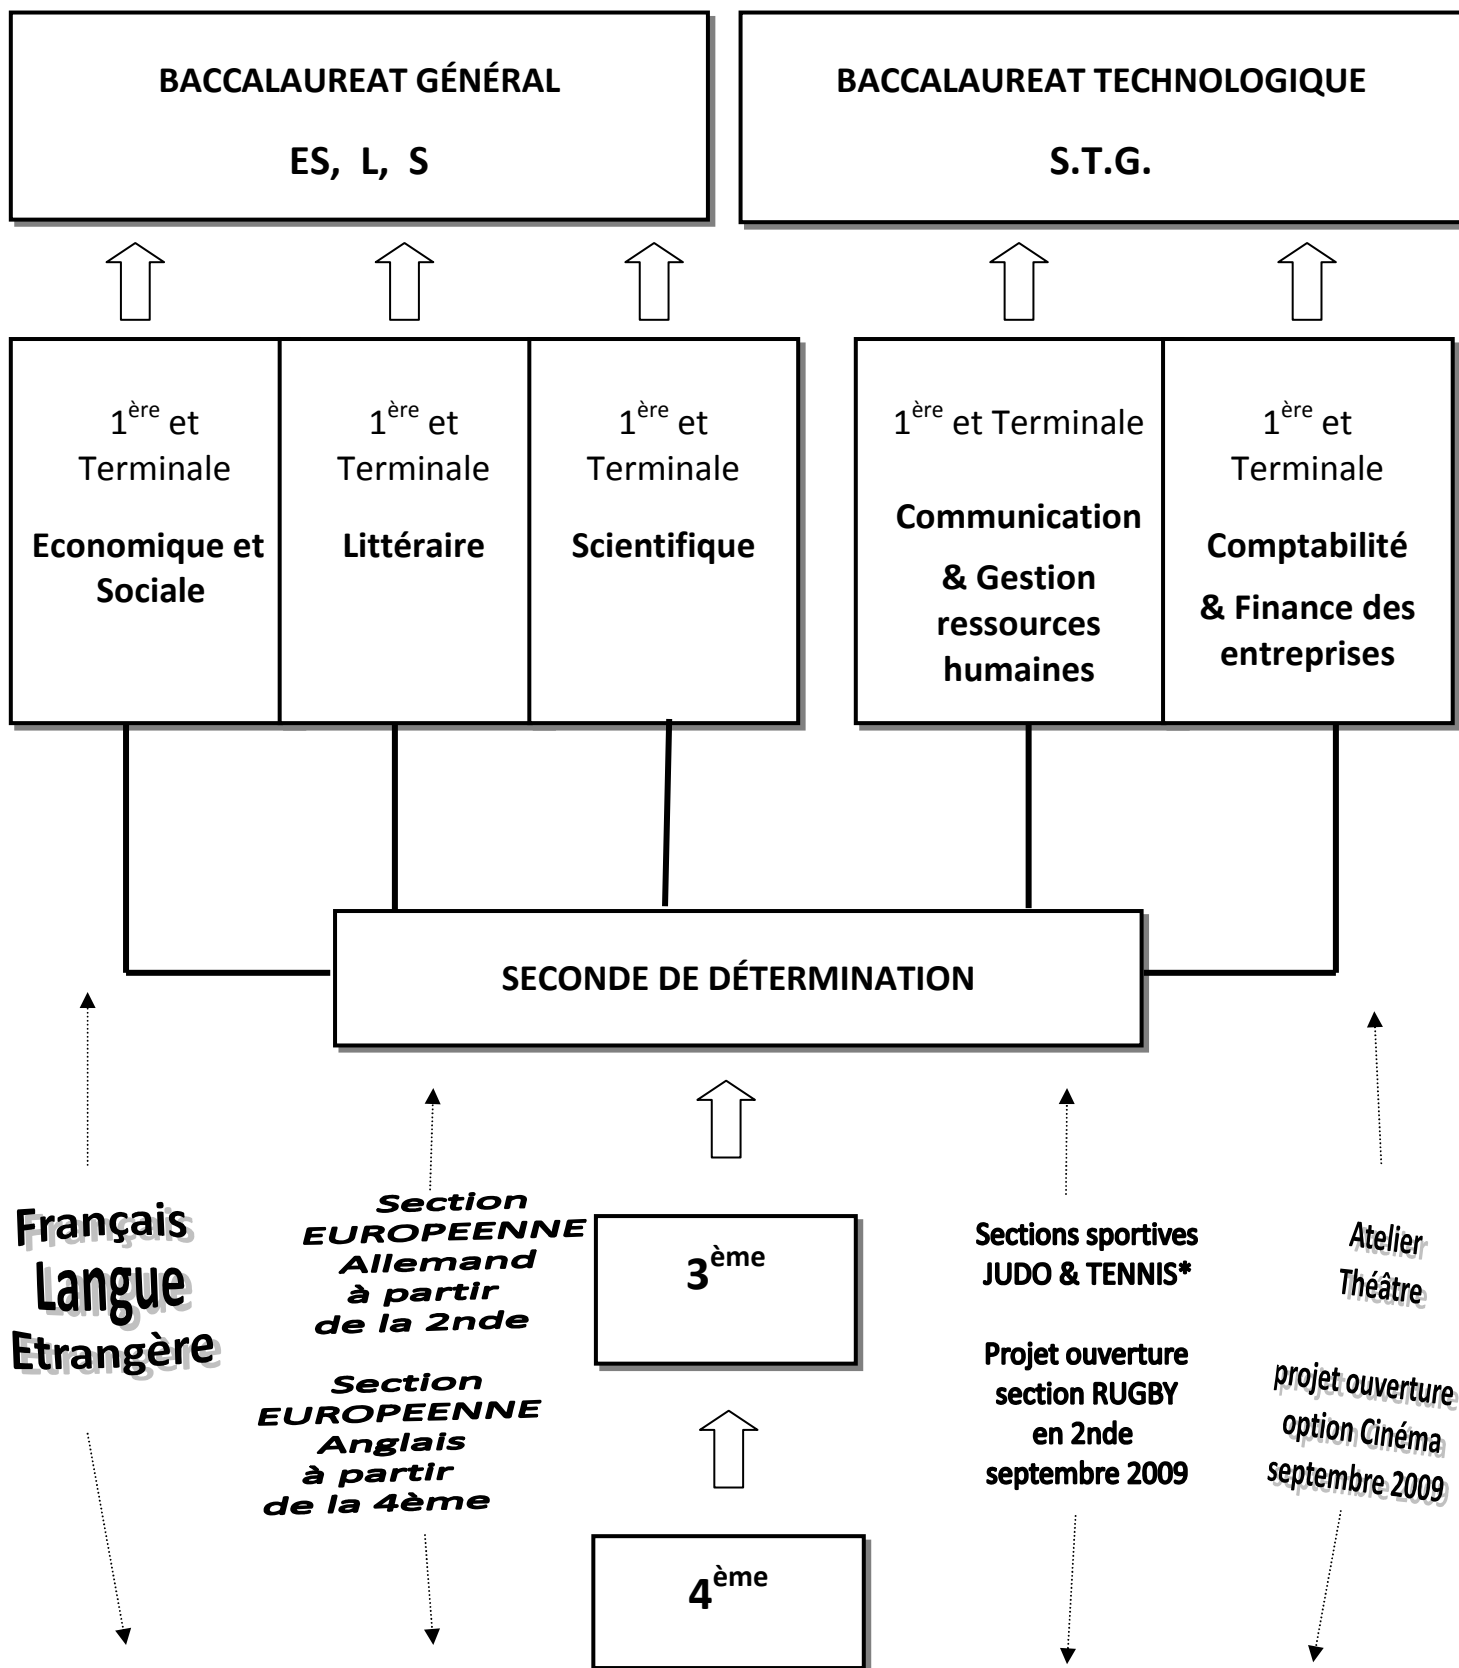 BACCALAUREAT GÉNÉRAL
ES, L, S
BACCALAUREAT TECHNOLOGIQUE
S.T.G.
1ère et
Terminale
Economique et
Sociale
1ère et
Terminale
Littéraire
1ère et
Terminale
Scientifique
1ère et Terminale
Communication
& Gestion
ressources
humaines
1ère et
Terminale
Comptabilité
& Finance des
entreprises
SECONDE DE DÉTERMINATION
Français
Langue
Etrangère
Section
EUROPEENNE
Allemand
à partir
de la 2nde
Section
EUROPEENNE
Anglais
à partir
de la 4ème
3ème
4ème
Sections sportives
JUDO & TENNIS*
Projet ouverture
section RUGBY
en 2nde
septembre 2009
Atelier
Théâtre
projet ouverture
option Cinéma
septembre 2009